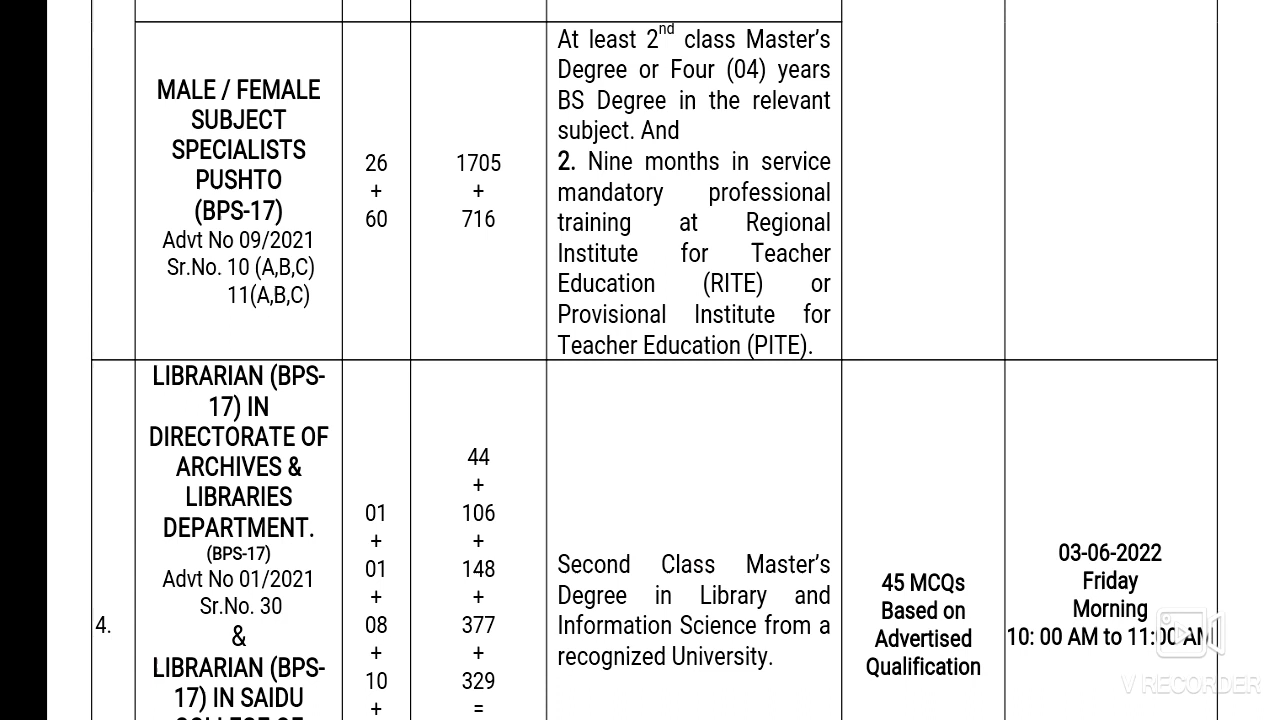 MALE / FEMALE
SUBJECT
SPECIALISTS
PUSHTO
(BPS-17)
Advt No 09/2021
Sr.No. 10 (A,B,C)
11(A,B,C)
26
+
60
1705
+
716
At least 2nd class Master’s
Degree or Four (04) years
BS Degree in the relevant
subject. And
2. Nine months in service
mandatory professional
training at Regional
Institute for Teacher
Education (RITE) or
Provisional Institute for
Teacher Education (PITE).
4.
LIBRARIAN (BPS-
17) IN
DIRECTORATE OF
ARCHIVES &
LIBRARIES
DEPARTMENT.
(BPS-17)
Advt No 01/2021
Sr.No. 30
&
LIBRARIAN (BPS-
17) IN SAIDU
COLLEGE OF
01
+
01
+
08
+
10
+
44
+
106
+
148
+
377
+
329
=
Second Class Master’s
Degree in Library and
Information Science from a
recognized University.
45 MCQs
Based on
Advertised
Qualification
03-06-2022
Friday
Morning
10: 00 AM to 11:00 AM
V RECORDER